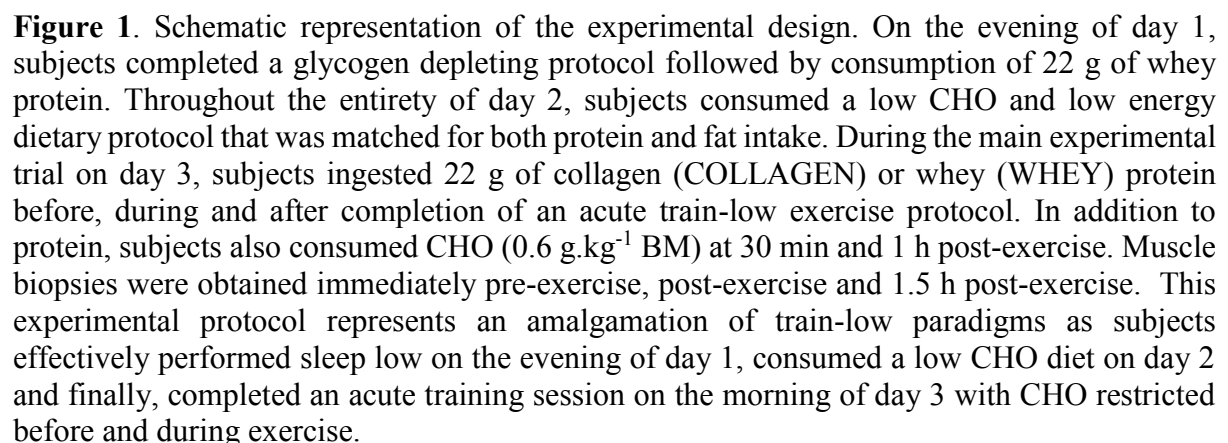 Figure 1. Schematic representation of the experimental design. On the evening of day 1,
subjects completed a glycogen depleting protocol followed by consumption of 22 g of whey
protein. Throughout the entirety of day 2, subjects consumed a low CHO and low energy
dietary protocol that was matched for both protein and fat intake. During the main experimental
trial on day 3, subjects ingested 22 g of collagen (COLLAGEN) or whey (WHEY) protein
before, during and after completion of an acute train-low exercise protocol. In addition to
protein, subjects also consumed CHO (0.6 g.kg⁻¹ BM) at 30 min and 1 h post-exercise. Muscle
biopsies were obtained immediately pre-exercise, post-exercise and 1.5 h post-exercise. This
experimental protocol represents an amalgamation of train-low paradigms as subjects
effectively performed sleep low on the evening of day 1, consumed a low CHO diet on day 2
and finally, completed an acute training session on the morning of day 3 with CHO restricted
before and during exercise.